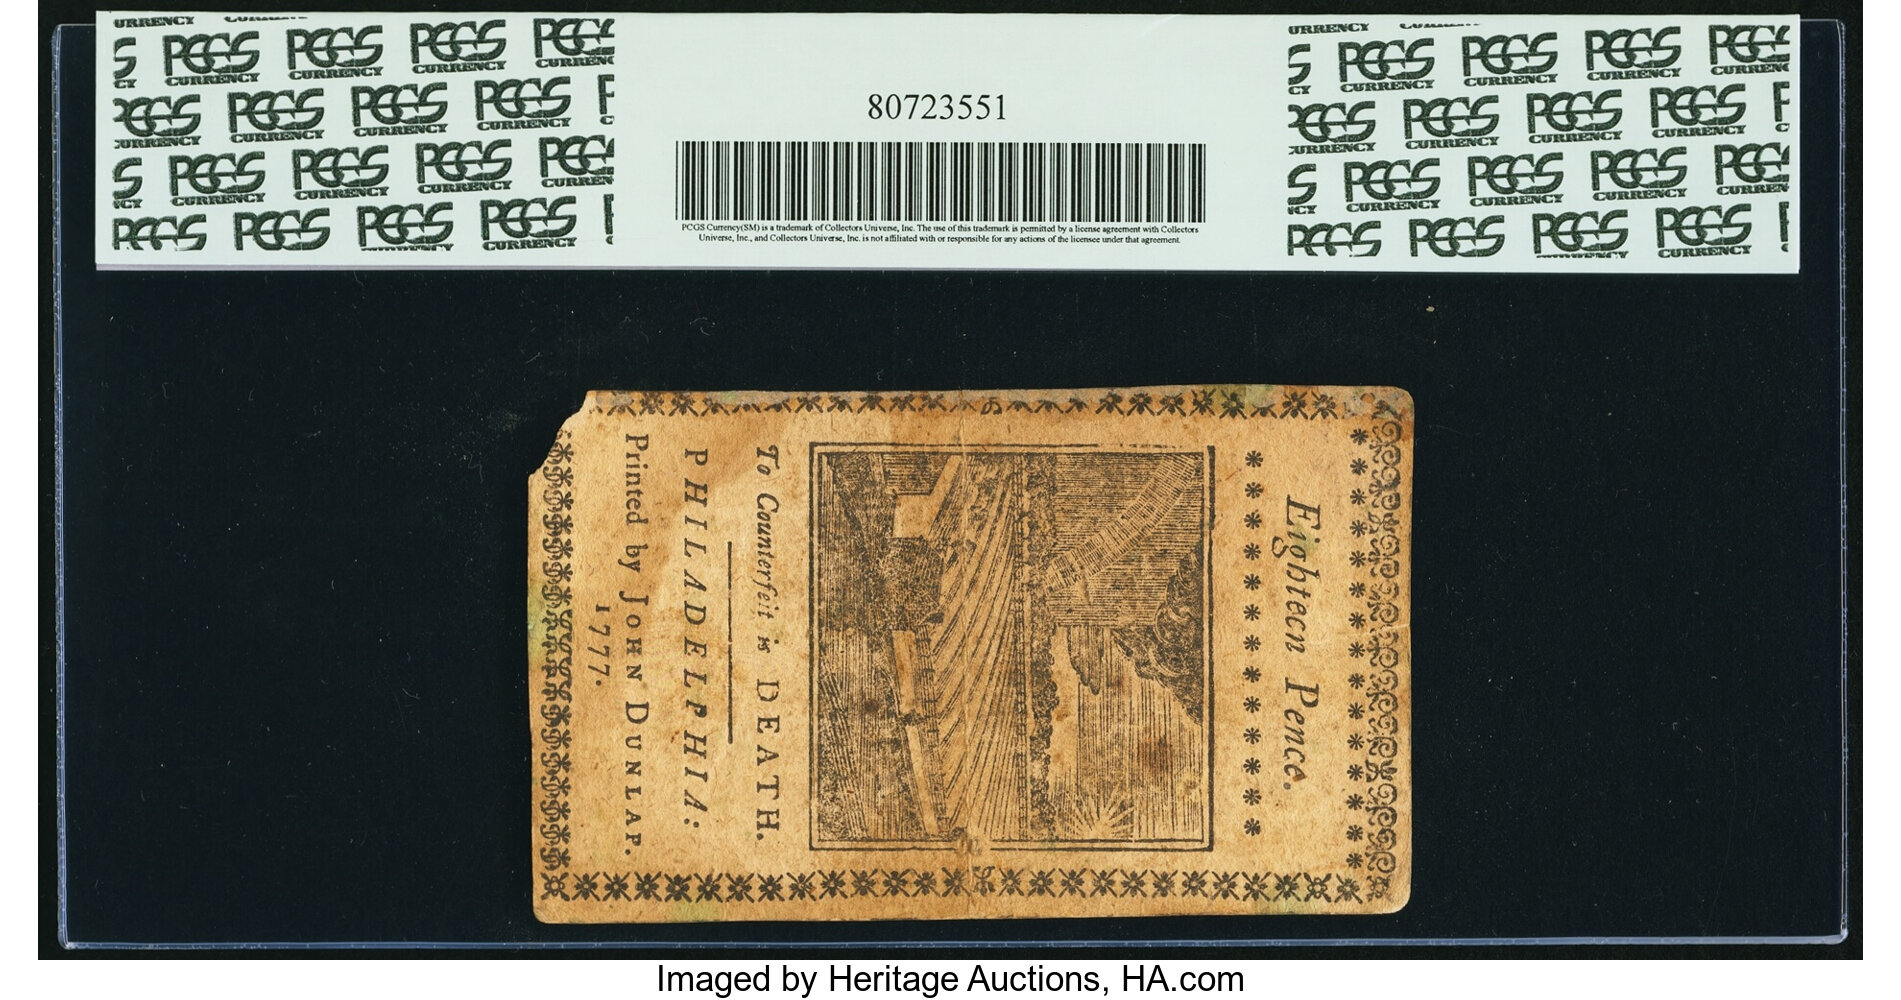 80723551
PCGS Currency(SM) is a trademark of Collectors Universe, Inc. The use of this trademark is permitted by a license agreement with Collectors
Universe, Inc., and Collectors Universe, Inc. is not affiliated with or responsible for any actions of the licensee under that agreement.
PCGS CURRENCY
Eighteen Pence.
To Counterfeit is DEATH.
PHILADELPHIA:
Printed by JOHN DUNLAP.
1777.
Imaged by Heritage Auctions, HA.com